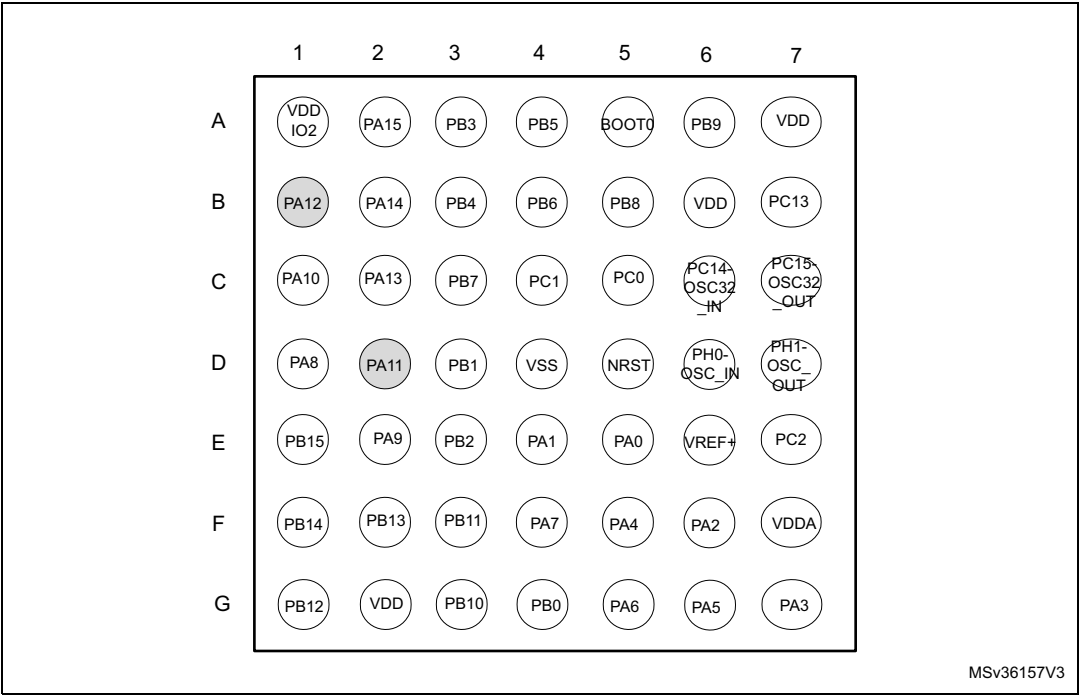 1 2 3 4 5 6 7
A VDD IO2 PA15 PB3 PB5 BOOT0 PB9 VDD
B PA12 PA14 PB4 PB6 PB8 VDD PC13
C PA10 PA13 PB7 PC1 PC0 PC14-OSC32_IN PC15-OSC32_OUT
D PA8 PA11 PB1 VSS NRST PH0-OSC_IN PH1-OSC_OUT
E PB15 PA9 PB2 PA1 PA0 VREF+ PC2
F PB14 PB13 PB11 PA7 PA4 PA2 VDDA
G PB12 VDD PB10 PB0 PA6 PA5 PA3
MSv36157V3